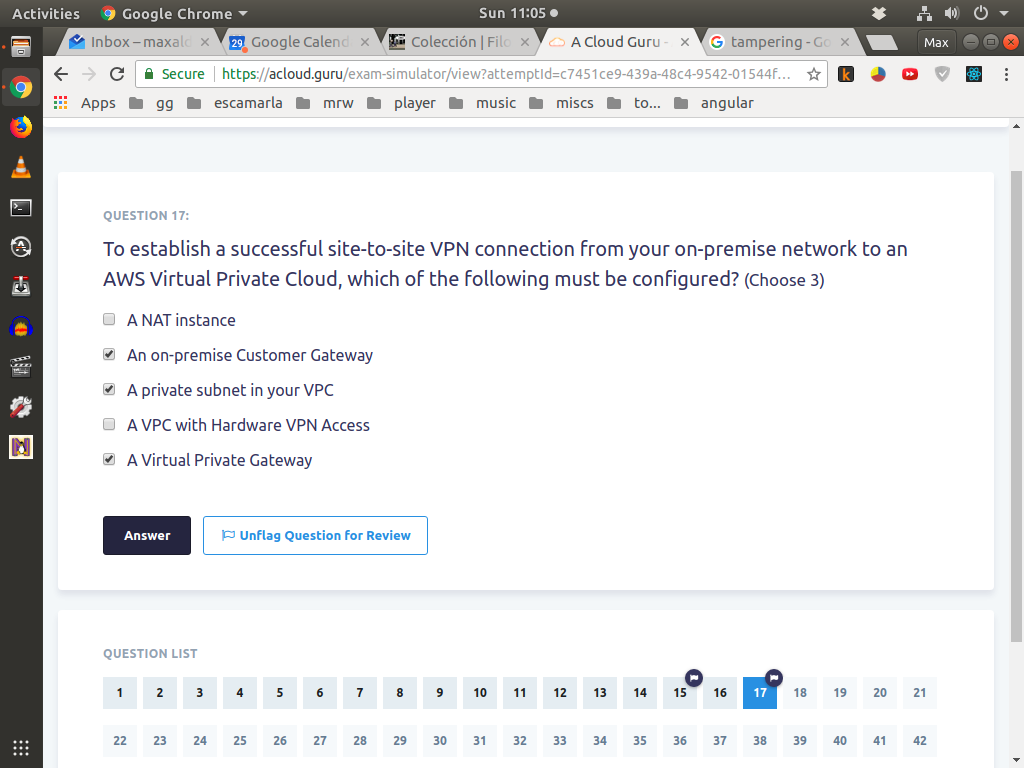 Activities Google Chrome Sun 11:05
Inbox – maxald Google Calend Colección | Filo A Cloud Guru - tampering - Go Max
Secure https://acloud.guru/exam-simulator/view?attemptId=c7451ce9-439a-48c4-9542-01544f...
Apps gg escamarla mrw player music miscs to... angular
QUESTION 17:
To establish a successful site-to-site VPN connection from your on-premise network to an
AWS Virtual Private Cloud, which of the following must be configured? (Choose 3)
A NAT instance
An on-premise Customer Gateway
A private subnet in your VPC
A VPC with Hardware VPN Access
A Virtual Private Gateway
Answer Unflag Question for Review
QUESTION LIST
1 2 3 4 5 6 7 8 9 10 11 12 13 14 15 16 17 18 19 20 21
22 23 24 25 26 27 28 29 30 31 32 33 34 35 36 37 38 39 40 41 42